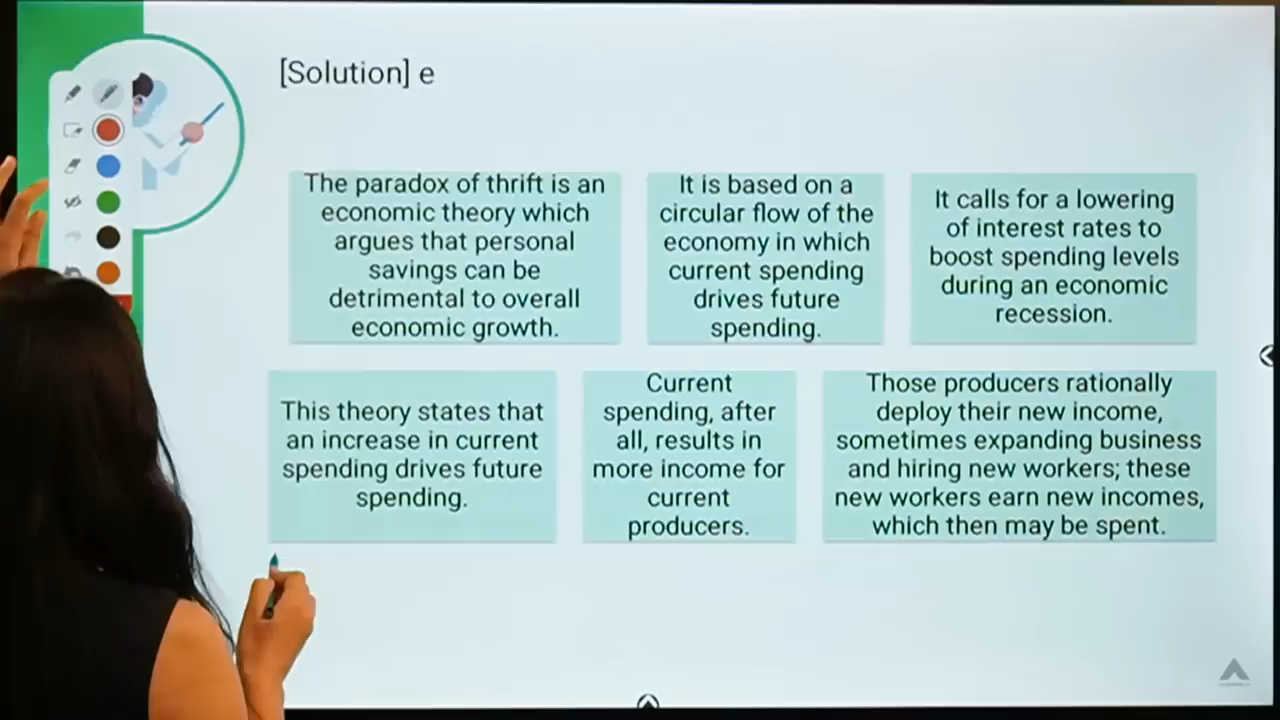 [Solution] e
The paradox of thrift is an
economic theory which
argues that personal
savings can be
detrimental to overall
economic growth.
It is based on a
circular flow of the
economy in which
current spending
drives future
spending.
It calls for a lowering
of interest rates to
boost spending levels
during an economic
recession.
This theory states that
an increase in current
spending drives future
spending.
Current
spending, after
all, results in
more income for
current
producers.
Those producers rationally
deploy their new income,
sometimes expanding business
and hiring new workers; these
new workers earn new incomes,
which then may be spent.